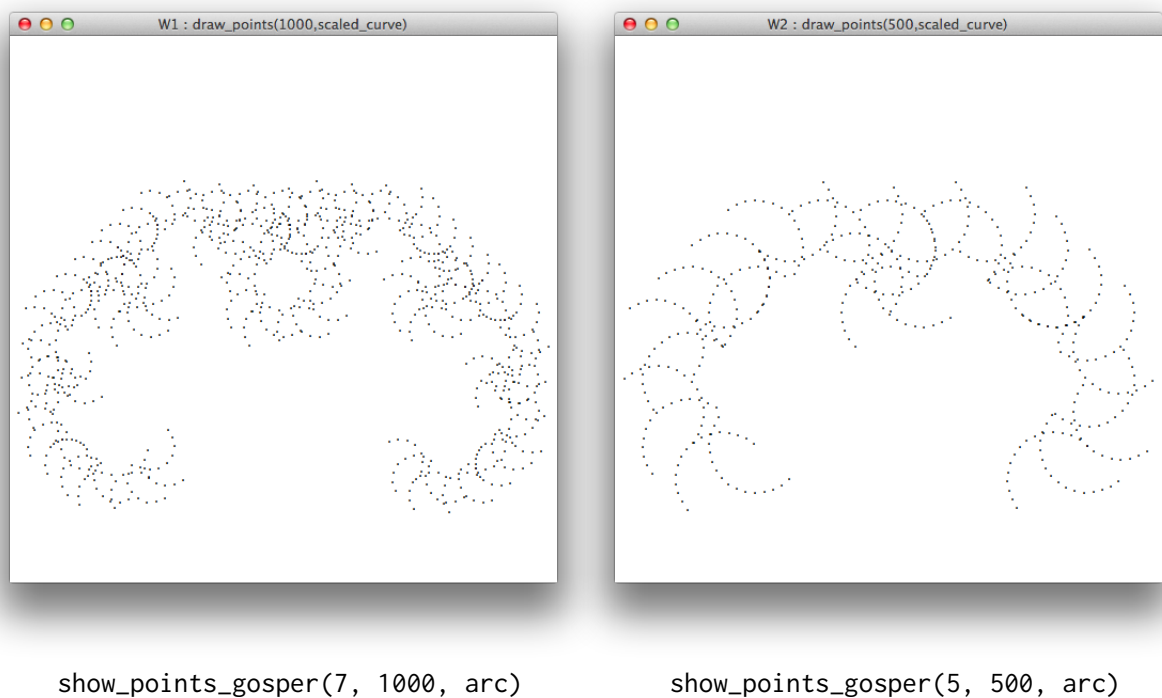 W1 : draw_points(1000,scaled_curve)
W2 : draw_points(500,scaled_curve)
show_points_gosper(7, 1000, arc)
show_points_gosper(5, 500, arc)